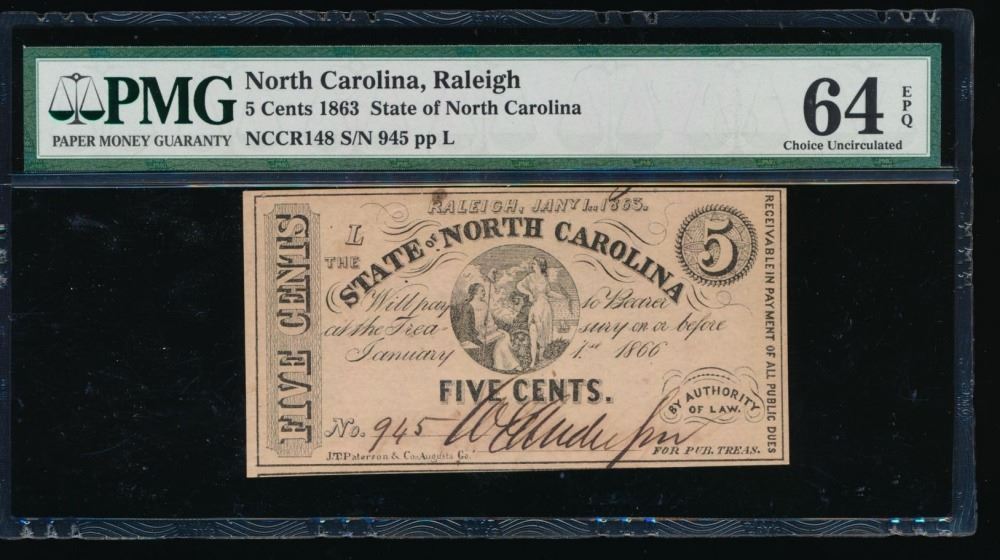 PMG
PAPER MONEY GUARANTY
North Carolina, Raleigh
5 Cents 1863 State of North Carolina
NCCR148 S/N 945 pp L
64 EPQ
Choice Uncirculated
RALEIGH, JANY 1st 1863.
L
THE
STATE of NORTH CAROLINA
5
FIVE CENTS
Will pay to Bearer
at the Trea- sury on or before
January 1st 1866
FIVE CENTS.
BY AUTHORITY
OF LAW.
RECEIVABLE IN PAYMENT OF ALL PUBLIC DUES
No. 945
FOR PUB. TREAS.
J.T. Paterson & Co. Augusta Ga.